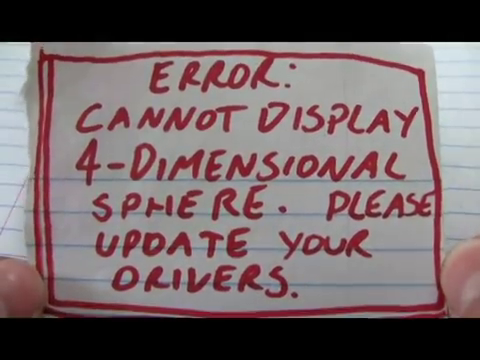 ERROR:
CANNOT DISPLAY
4-DIMENSIONAL
SPHERE. PLEASE
UPDATE YOUR
DRIVERS.